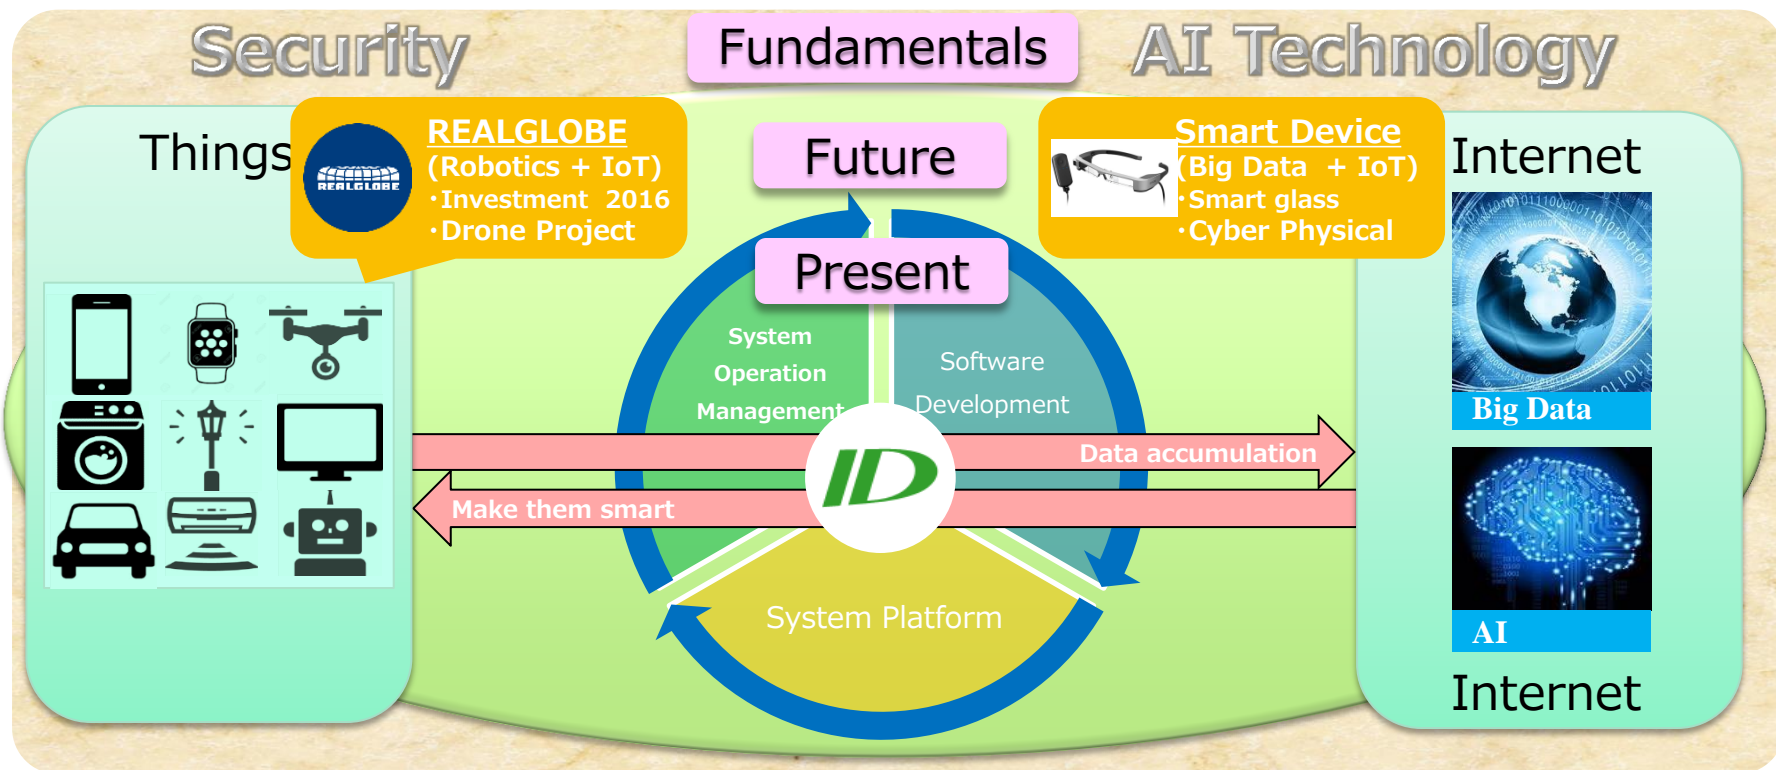 Security
Fundamentals
AI Technology
Things
REALGLOBE
REALGLOBE
(Robotics + IoT)
・Investment 2016
・Drone Project
Future
Smart Device
(Big Data + IoT)
・Smart glass
・Cyber Physical
Internet
Present
System
Operation
Management
Software
Development
Big Data
Data accumulation
ID
Make them smart
System Platform
AI
Internet